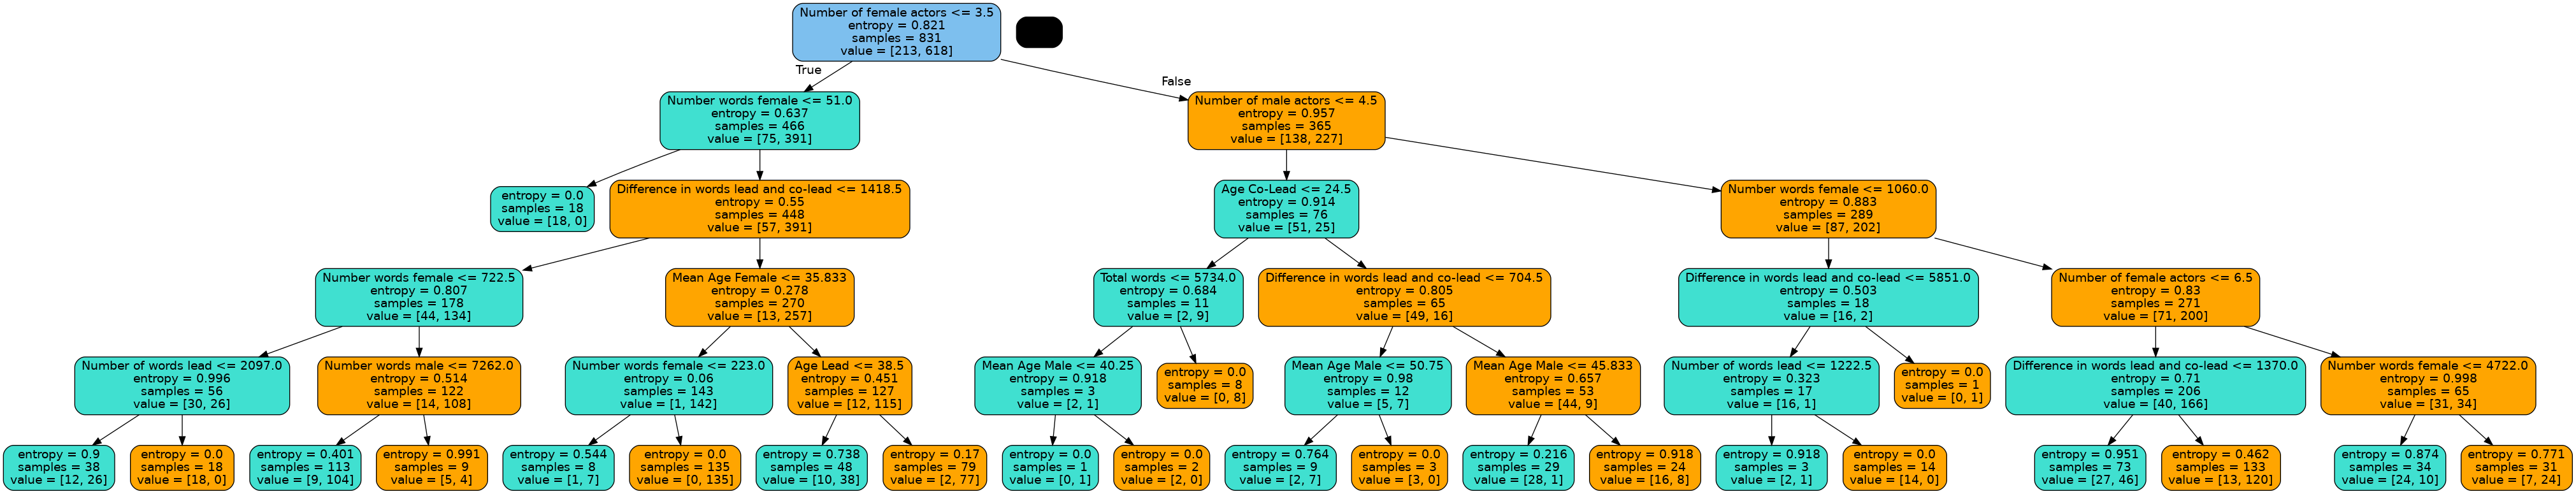 Number of female actors <= 3.5
entropy = 0.821
samples = 831
value = [213, 618]
True
False
Number words female <= 51.0
entropy = 0.637
samples = 466
value = [75, 391]
Number of male actors <= 4.5
entropy = 0.957
samples = 365
value = [138, 227]
entropy = 0.0
samples = 18
value = [18, 0]
Difference in words lead and co-lead <= 1418.5
entropy = 0.55
samples = 448
value = [57, 391]
Age Co-Lead <= 24.5
entropy = 0.914
samples = 76
value = [51, 25]
Number words female <= 1060.0
entropy = 0.883
samples = 289
value = [87, 202]
Number words female <= 722.5
entropy = 0.807
samples = 178
value = [44, 134]
Mean Age Female <= 35.833
entropy = 0.278
samples = 270
value = [13, 257]
Total words <= 5734.0
entropy = 0.684
samples = 11
value = [2, 9]
Difference in words lead and co-lead <= 704.5
entropy = 0.805
samples = 65
value = [49, 16]
Difference in words lead and co-lead <= 5851.0
entropy = 0.503
samples = 18
value = [16, 2]
Number of female actors <= 6.5
entropy = 0.83
samples = 271
value = [71, 200]
Number of words lead <= 2097.0
entropy = 0.996
samples = 56
value = [30, 26]
Number words male <= 7262.0
entropy = 0.514
samples = 122
value = [14, 108]
Number words female <= 223.0
entropy = 0.06
samples = 143
value = [1, 142]
Age Lead <= 38.5
entropy = 0.451
samples = 127
value = [12, 115]
Mean Age Male <= 40.25
entropy = 0.918
samples = 3
value = [2, 1]
entropy = 0.0
samples = 8
value = [0, 8]
Mean Age Male <= 50.75
entropy = 0.98
samples = 12
value = [5, 7]
Mean Age Male <= 45.833
entropy = 0.657
samples = 53
value = [44, 9]
Number of words lead <= 1222.5
entropy = 0.323
samples = 17
value = [16, 1]
entropy = 0.0
samples = 1
value = [0, 1]
Difference in words lead and co-lead <= 1370.0
entropy = 0.71
samples = 206
value = [40, 166]
Number words female <= 4722.0
entropy = 0.998
samples = 65
value = [31, 34]
entropy = 0.9
samples = 38
value = [12, 26]
entropy = 0.0
samples = 18
value = [18, 0]
entropy = 0.401
samples = 113
value = [9, 104]
entropy = 0.991
samples = 9
value = [5, 4]
entropy = 0.544
samples = 8
value = [1, 7]
entropy = 0.0
samples = 135
value = [0, 135]
entropy = 0.738
samples = 48
value = [10, 38]
entropy = 0.17
samples = 79
value = [2, 77]
entropy = 0.0
samples = 1
value = [0, 1]
entropy = 0.0
samples = 2
value = [2, 0]
entropy = 0.764
samples = 9
value = [2, 7]
entropy = 0.0
samples = 3
value = [3, 0]
entropy = 0.216
samples = 29
value = [28, 1]
entropy = 0.918
samples = 24
value = [16, 8]
entropy = 0.918
samples = 3
value = [2, 1]
entropy = 0.0
samples = 14
value = [14, 0]
entropy = 0.951
samples = 73
value = [27, 46]
entropy = 0.462
samples = 133
value = [13, 120]
entropy = 0.874
samples = 34
value = [24, 10]
entropy = 0.771
samples = 31
value = [7, 24]